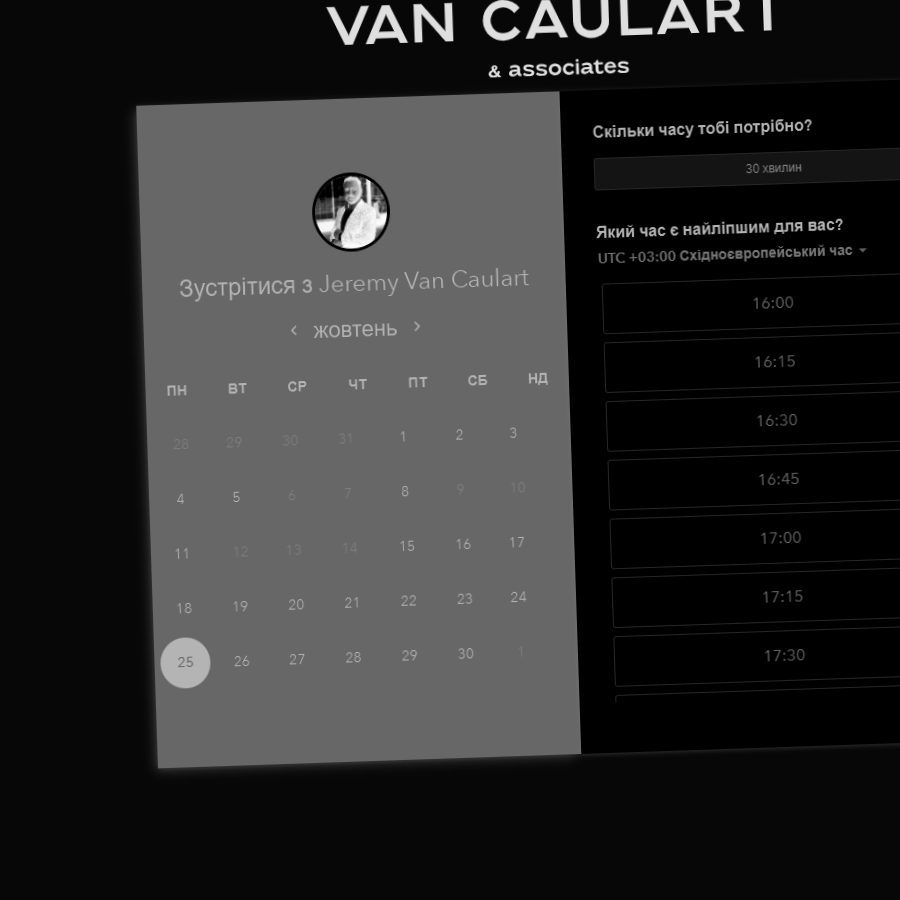 VAN CAULART
& associates
Зустрітися з Jeremy Van Caulart
жовтень
ПН ВТ СР ЧТ ПТ СБ НД
28 29 30 31 1 2 3
4 5 6 7 8 9 10
11 12 13 14 15 16 17
18 19 20 21 22 23 24
25 26 27 28 29 30 1
Скільки часу тобі потрібно?
30 хвилин
Який час є найліпшим для вас?
UTC +03:00 Східноєвропейський час
16:00
16:15
16:30
16:45
17:00
17:15
17:30